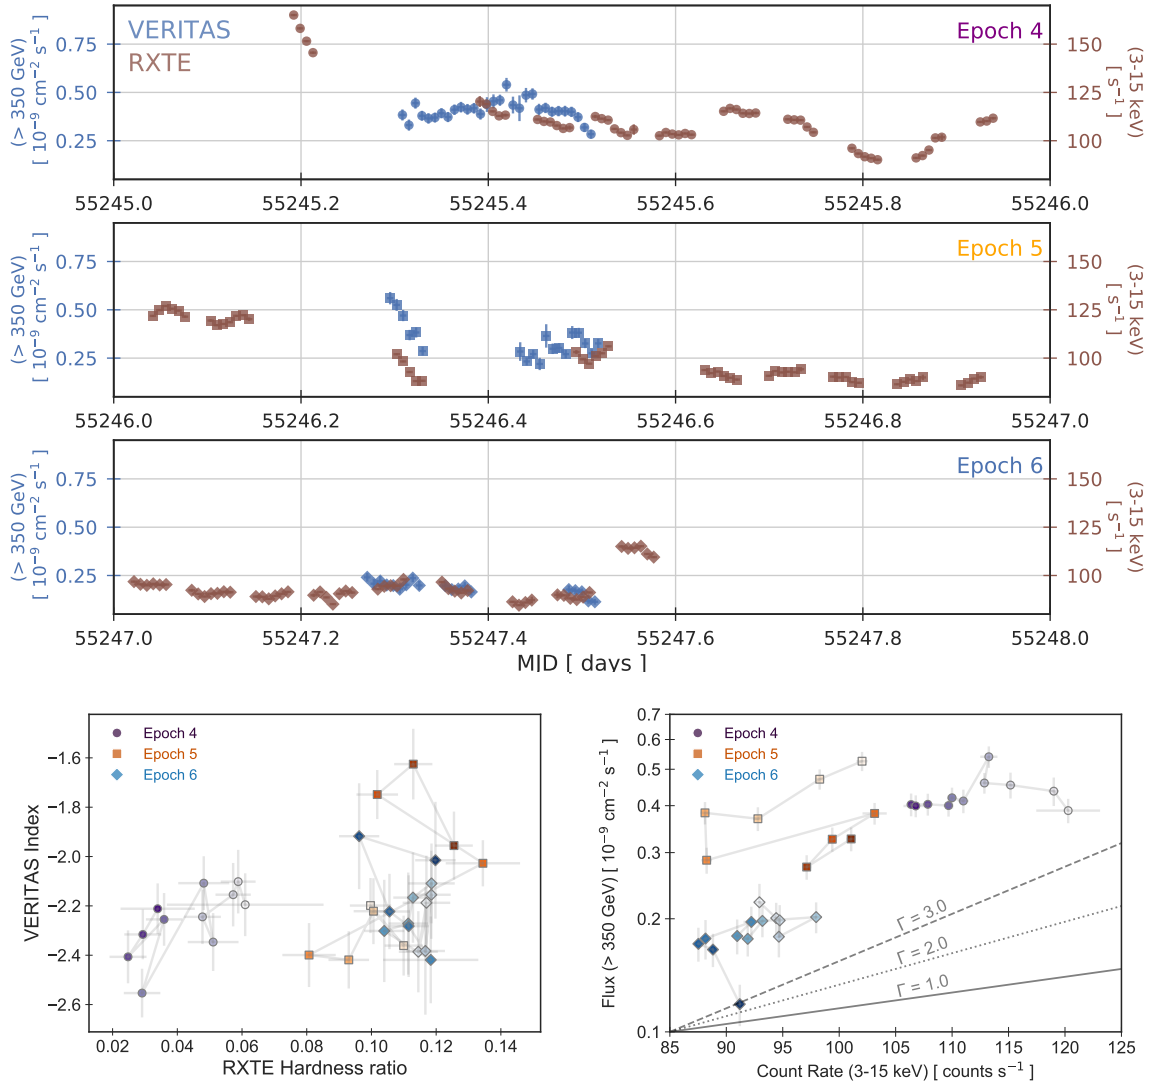 VERITAS
RXTE
Epoch 4
(> 350 GeV)
[ 10⁻⁹ cm⁻² s⁻¹ ]
0.75
0.50
0.25
150
125
100
(3-15 keV)
[ s⁻¹ ]
55245.0 55245.2 55245.4 55245.6 55245.8 55246.0
Epoch 5
(> 350 GeV)
[ 10⁻⁹ cm⁻² s⁻¹ ]
0.75
0.50
0.25
150
125
100
(3-15 keV)
[ s⁻¹ ]
55246.0 55246.2 55246.4 55246.6 55246.8 55247.0
Epoch 6
(> 350 GeV)
[ 10⁻⁹ cm⁻² s⁻¹ ]
0.75
0.50
0.25
150
125
100
(3-15 keV)
[ s⁻¹ ]
55247.0 55247.2 55247.4 55247.6 55247.8 55248.0
MJD [ days ]
Epoch 4
Epoch 5
Epoch 6
VERITAS Index
−1.6
−1.8
−2.0
−2.2
−2.4
−2.6
0.02 0.04 0.06 0.08 0.10 0.12 0.14
RXTE Hardness ratio
Epoch 4
Epoch 5
Epoch 6
Flux (> 350 GeV) [ 10⁻⁹ cm⁻² s⁻¹ ]
0.7
0.6
0.5
0.4
0.3
0.2
0.1
Γ = 3.0
Γ = 2.0
Γ = 1.0
85 90 95 100 105 110 115 120 125
Count Rate (3-15 keV) [ counts s⁻¹ ]